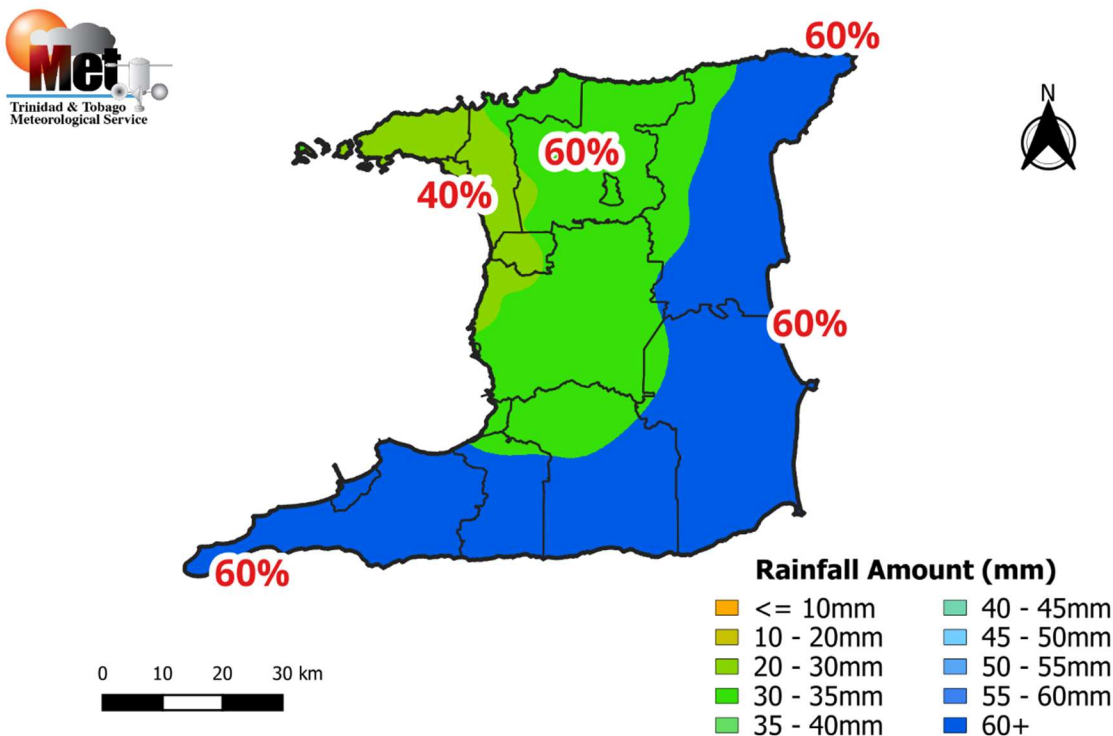 Met
Trinidad & Tobago
Meteorological Service
60%
N
60%
40%
60%
60%
Rainfall Amount (mm)
<= 10mm
10 - 20mm
20 - 30mm
30 - 35mm
35 - 40mm
40 - 45mm
45 - 50mm
50 - 55mm
55 - 60mm
60+
0 10 20 30 km